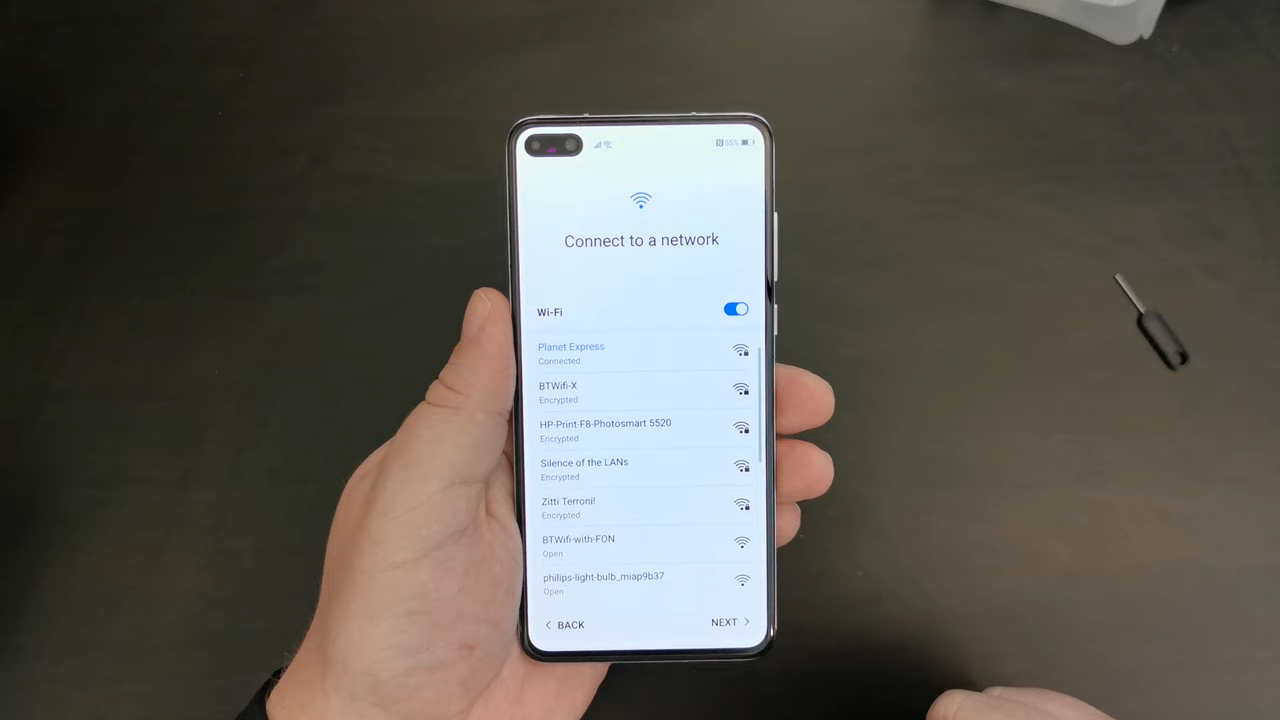 55%
Connect to a network
Wi-Fi
Planet Express
Connected
BTWifi-X
Encrypted
HP-Print-F8-Photosmart 5520
Encrypted
Silence of the LANs
Encrypted
Zitti Terroni!
Encrypted
BTWifi-with-FON
Open
philips-light-bulb_miap9b37
Open
BACK NEXT